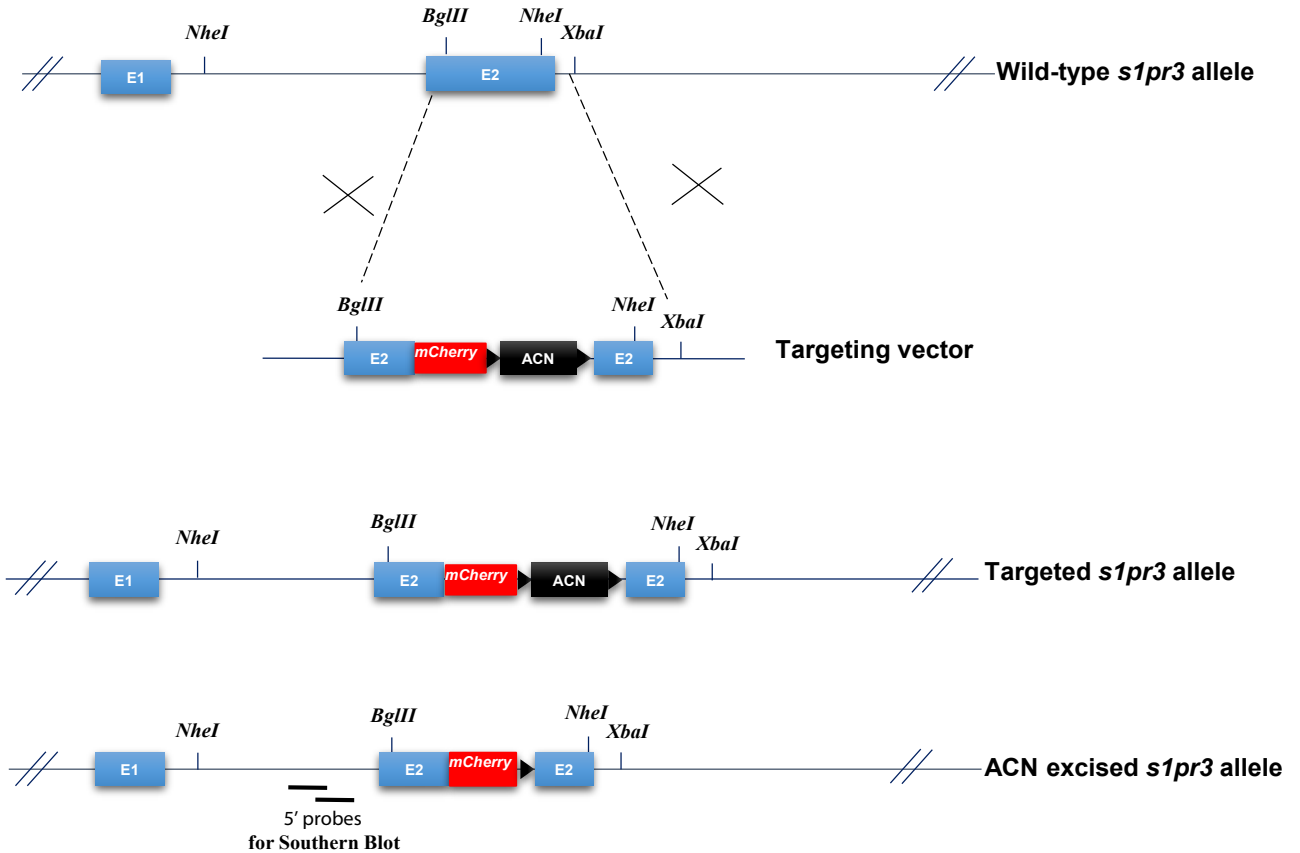 BglII NheI
NheI XbaI
E1 E2 Wild-type s1pr3 allele
BglII NheI
XbaI
E2 mCherry ACN E2 Targeting vector
BglII NheI
NheI XbaI
E1 E2 mCherry ACN E2 Targeted s1pr3 allele
BglII NheI
NheI XbaI
E1 E2 mCherry E2 ACN excised s1pr3 allele
5' probes
for Southern Blot